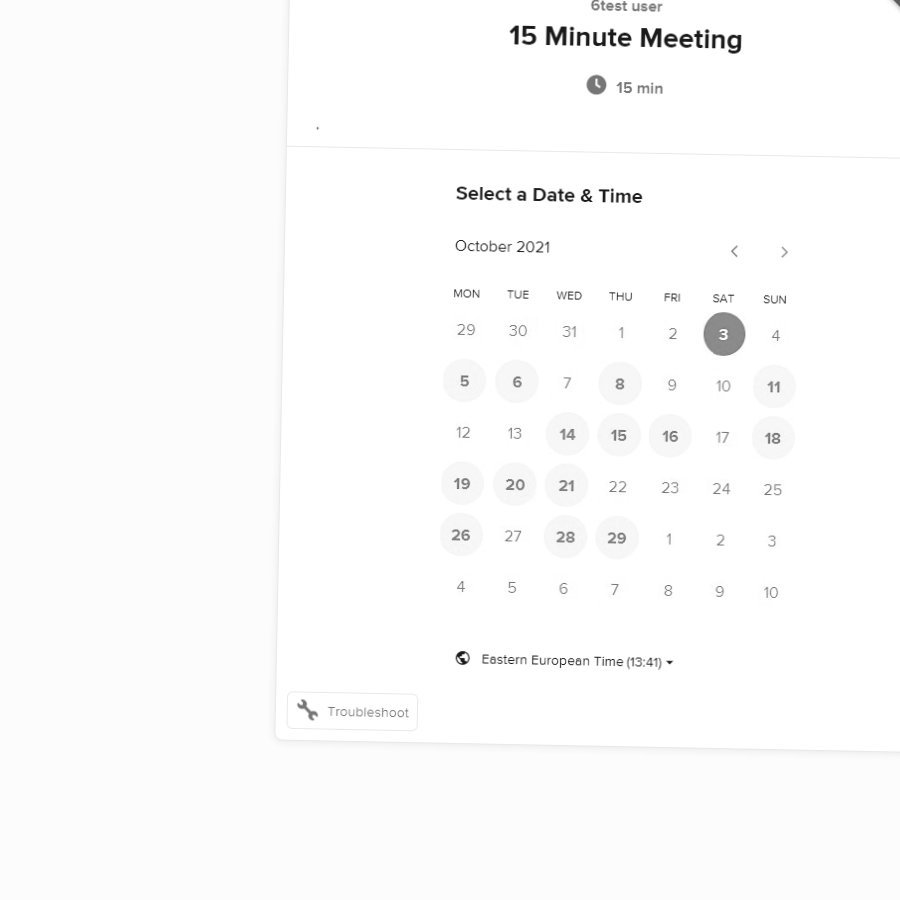 6test user
15 Minute Meeting
15 min
.
Select a Date & Time
October 2021
MON TUE WED THU FRI SAT SUN
29 30 31 1 2 3 4
5 6 7 8 9 10 11
12 13 14 15 16 17 18
19 20 21 22 23 24 25
26 27 28 29 1 2 3
4 5 6 7 8 9 10
Eastern European Time (13:41)
Troubleshoot